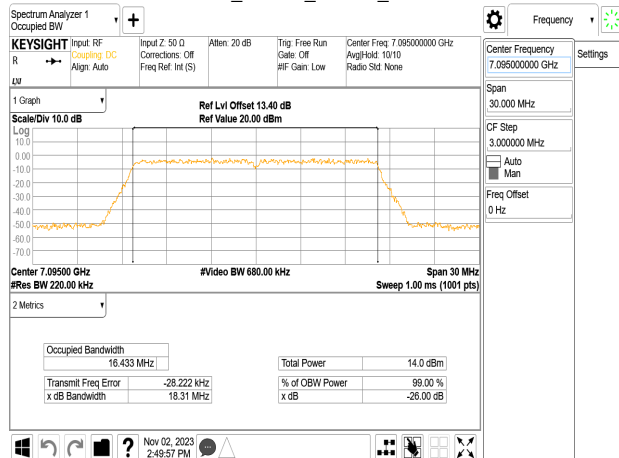 Spectrum Analyzer 1
Occupied BW
Frequency
KEYSIGHT Input: RF Input Z: 50 Ω Atten: 20 dB Trig: Free Run Center Freq: 7.095000000 GHz
R Coupling: DC Corrections: Off Gate: Off Avg|Hold: 10/10
Align: Auto Freq Ref: Int (S) #IF Gain: Low Radio Std: None
LXI
Center Frequency
7.095000000 GHz
Settings
Span
30.000 MHz
CF Step
3.000000 MHz
Auto
Man
Freq Offset
0 Hz
1 Graph
Ref Lvl Offset 13.40 dB
Scale/Div 10.0 dB Ref Value 20.00 dBm
Log
10.0
0.00
-10.0
-20.0
-30.0
-40.0
-50.0
-60.0
-70.0
Center 7.09500 GHz #Video BW 680.00 kHz Span 30 MHz
#Res BW 220.00 kHz Sweep 1.00 ms (1001 pts)
2 Metrics
Occupied Bandwidth
16.433 MHz Total Power 14.0 dBm
Transmit Freq Error -28.222 kHz % of OBW Power 99.00 %
x dB Bandwidth 18.31 MHz x dB -26.00 dB
? Nov 02, 2023
2:49:57 PM